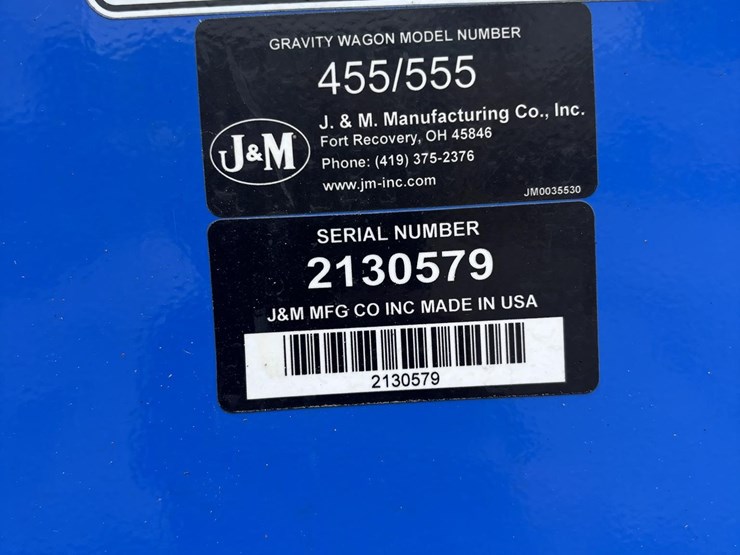 GRAVITY WAGON MODEL NUMBER
455/555
J&M
J. & M. Manufacturing Co., Inc.
Fort Recovery, OH 45846
Phone: (419) 375-2376
www.jm-inc.com
JM0035530
SERIAL NUMBER
2130579
J&M MFG CO INC MADE IN USA
2130579